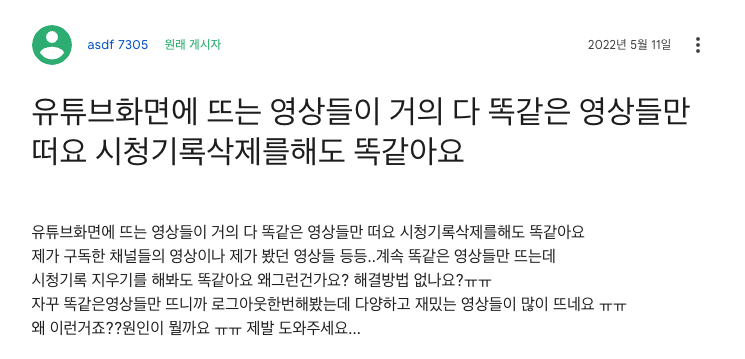 asdf 7305 원래 게시자 2022년 5월 11일
유튜브화면에 뜨는 영상들이 거의 다 똑같은 영상들만
떠요 시청기록삭제를해도 똑같아요
유튜브화면에 뜨는 영상들이 거의 다 똑같은 영상들만 떠요 시청기록삭제를해도 똑같아요
제가 구독한 채널들의 영상이나 제가 봤던 영상들 등등..계속 똑같은 영상들만 뜨는데
시청기록 지우기를 해봐도 똑같아요 왜그런건가요? 해결방법 없나요?ㅠㅠ
자꾸 똑같은영상들만 뜨니까 로그아웃한번해봤는데 다양하고 재밌는 영상들이 많이 뜨네요 ㅠㅠ
왜 이런거죠??원인이 뭘까요 ㅠㅠ 제발 도와주세요...